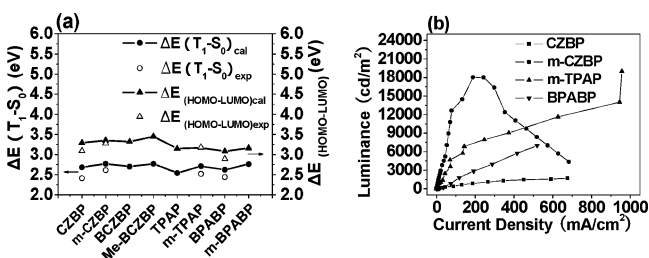 (a)
6.0
5.5
5.0
4.5
4.0
3.5
3.0
2.5
2.0
ΔE (T1-S0) (eV)
ΔE (T1-S0)cal
ΔE (T1-S0)exp
ΔE (HOMO-LUMO)cal
ΔE (HOMO-LUMO)exp
6.0
5.5
5.0
4.5
4.0
3.5
3.0
2.5
2.0
ΔE (HOMO-LUMO) (eV)
CZBP
m-CZBP
BCZBP
Me-BCZBP
TPAP
m-TPAP
BPABP
m-BPABP
(b)
24000
21000
18000
15000
12000
9000
6000
3000
0
Luminance (cd/m²)
CZBP
m-CZBP
m-TPAP
BPABP
0 200 400 600 800 1000
Current Density (mA/cm²)